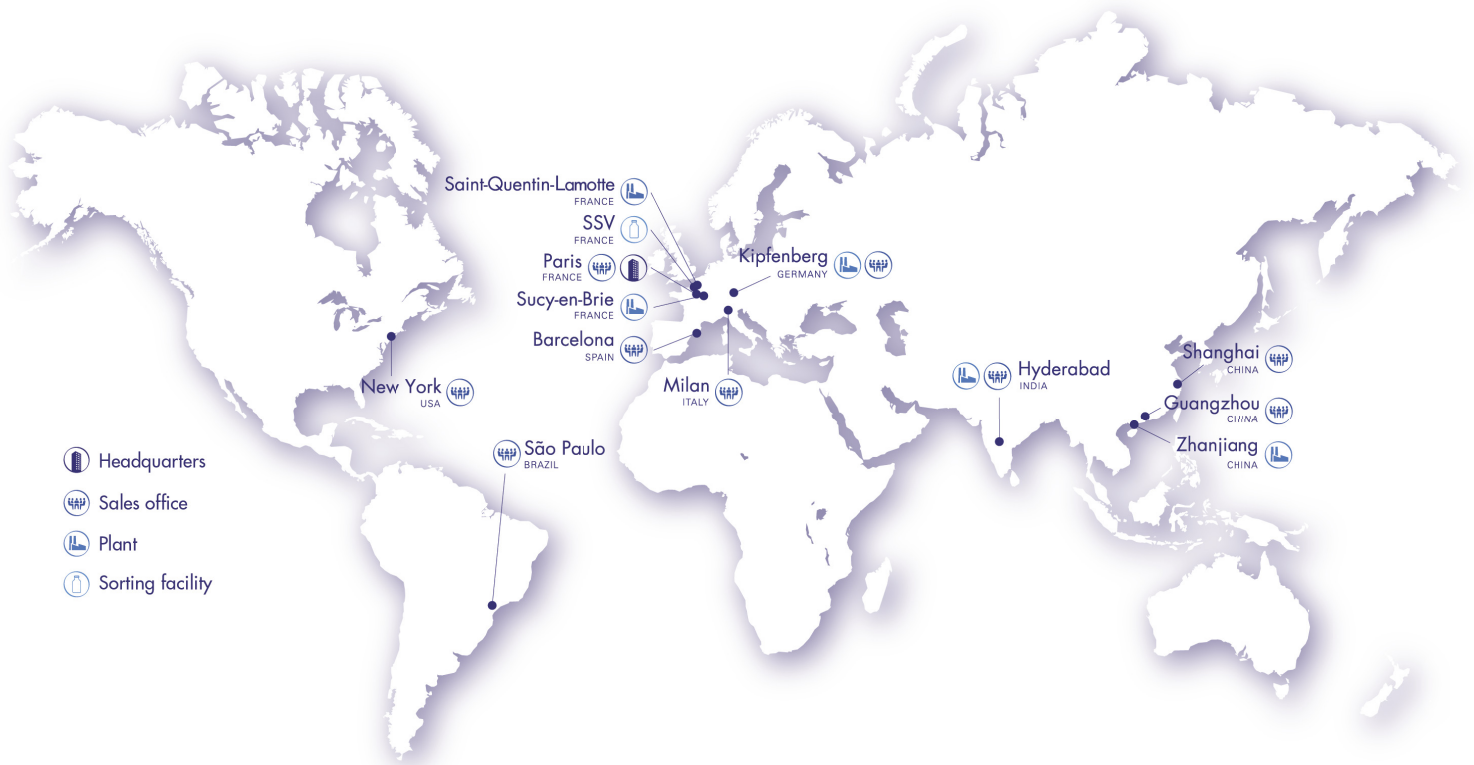 Saint-Quentin-Lamotte
FRANCE
SSV
FRANCE
Paris
FRANCE
Sucy-en-Brie
FRANCE
Barcelona
SPAIN
Kipfenberg
GERMANY
Milan
ITALY
New York
USA
São Paulo
BRAZIL
Hyderabad
INDIA
Shanghai
CHINA
Guangzhou
CHINA
Zhanjiang
CHINA
Headquarters
Sales office
Plant
Sorting facility